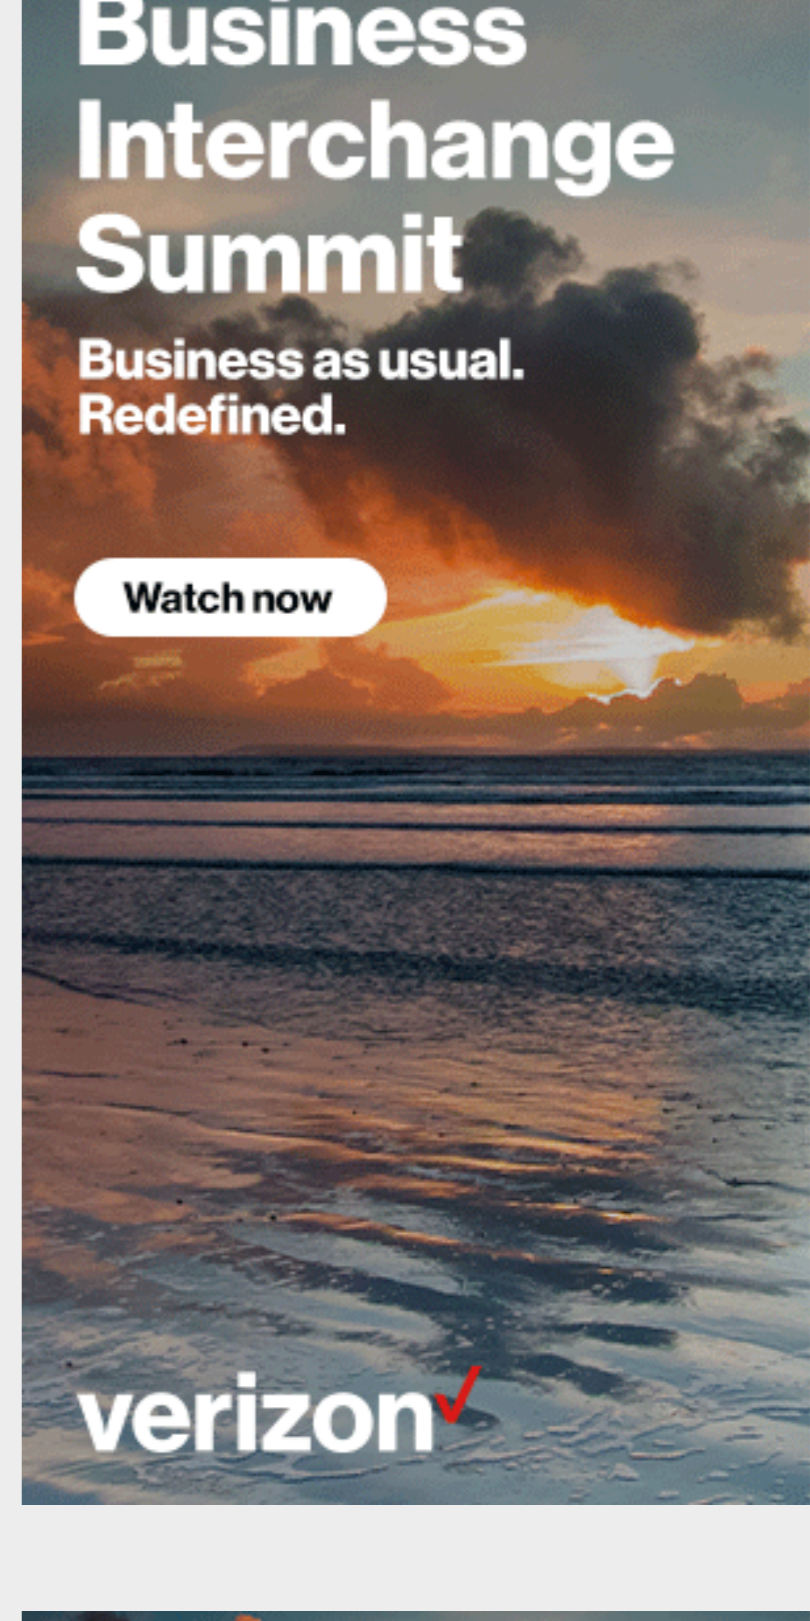 Business
Interchange
Summit
Business as usual.
Redefined.
Watch now
verizon